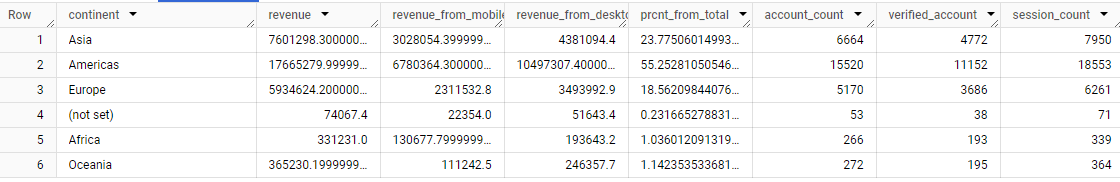 Row continent revenue revenue_from_mobile revenue_from_deskto prcnt_from_total account_count verified_account session_count
1 Asia 7601298.300000... 3028054.399999... 4381094.4 23.77506014993... 6664 4772 7950
2 Americas 17665279.99999... 6780364.300000... 10497307.40000... 55.25281050546... 15520 11152 18553
3 Europe 5934624.200000... 2311532.8 3493992.9 18.56209844076... 5170 3686 6261
4 (not set) 74067.4 22354.0 51643.4 0.231665278831... 53 38 71
5 Africa 331231.0 130677.7999999... 193643.2 1.036012091319... 266 193 339
6 Oceania 365230.1999999... 111242.5 246357.7 1.142353533681... 272 195 364